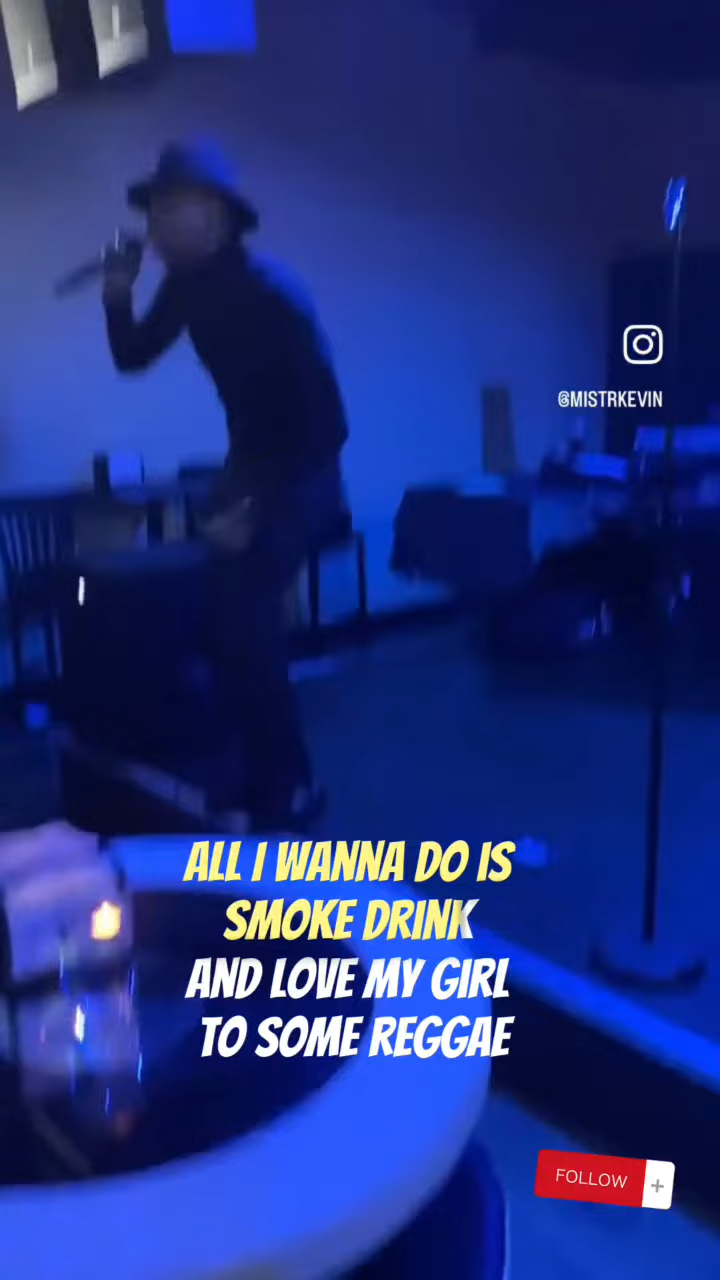 @MISTRKEVIN
ALL I WANNA DO IS
SMOKE DRINK
AND LOVE MY GIRL
TO SOME REGGAE
FOLLOW +